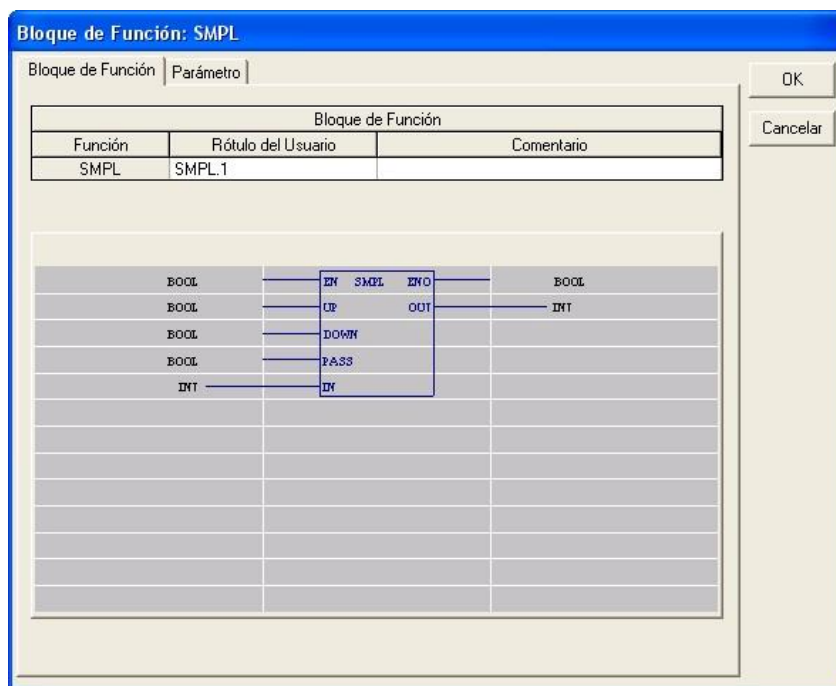 Bloque de Función: SMPL
Bloque de Función Parámetro
OK
Cancelar
Bloque de Función
Función Rótulo del Usuario Comentario
SMPL SMPL.1
BOOL EN SMPL ENO BOOL
BOOL UP OUT INT
BOOL DOWN
BOOL PASS
INT IN